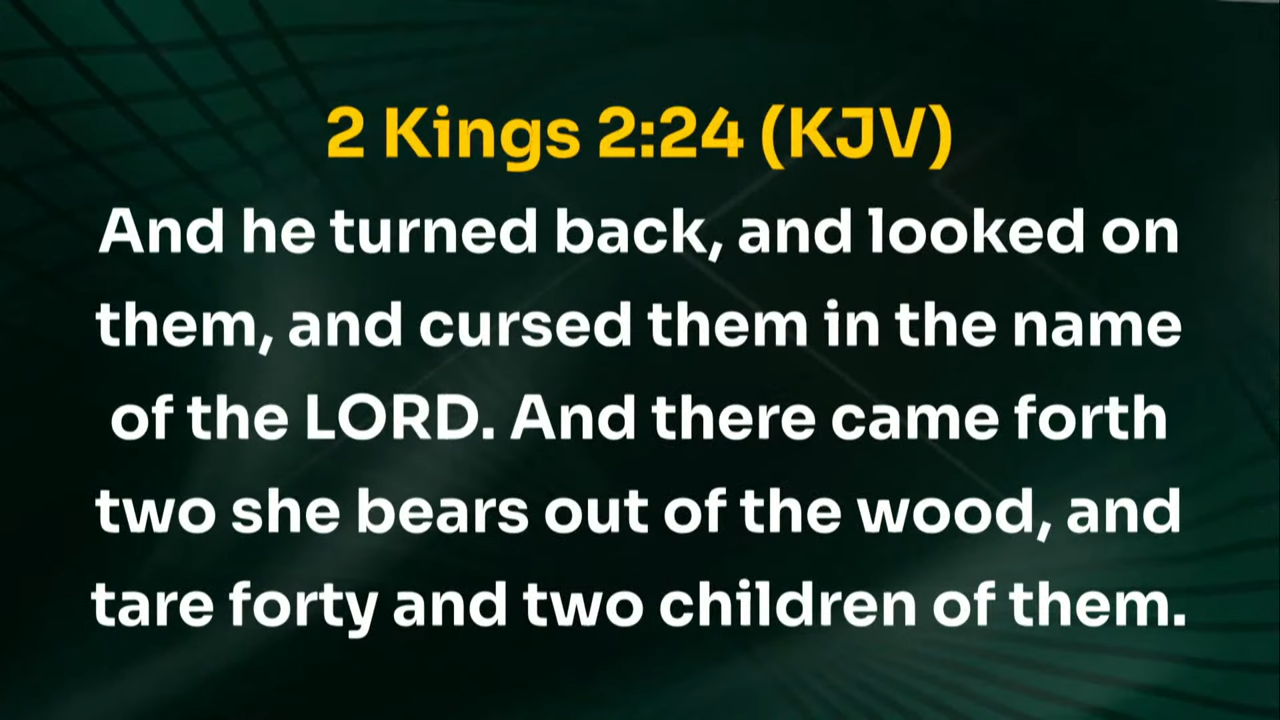 2 Kings 2:24 (KJV)
And he turned back, and looked on
them, and cursed them in the name
of the LORD. And there came forth
two she bears out of the wood, and
tare forty and two children of them.